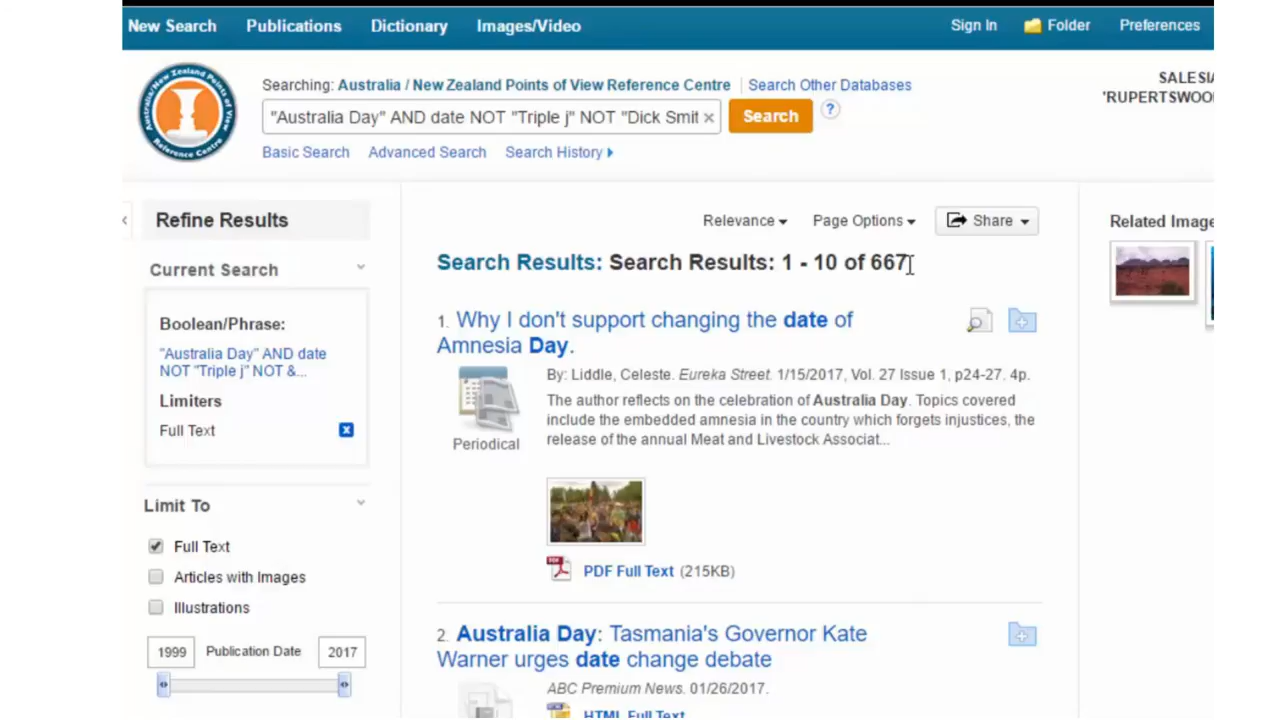 New Search Publications Dictionary Images/Video Sign In Folder Preferences
Australia/New Zealand Points of View Reference Centre
Searching: Australia / New Zealand Points of View Reference Centre Search Other Databases
SALESIA
'RUPERTSWOO
"Australia Day" AND date NOT "Triple j" NOT "Dick Smit × Search ?
Basic Search Advanced Search Search History
Refine Results
Current Search
Boolean/Phrase:
"Australia Day" AND date
NOT "Triple j" NOT &...
Limiters
Full Text
Limit To
Full Text
Articles with Images
Illustrations
1999 Publication Date 2017
Relevance Page Options Share
Search Results: Search Results: 1 - 10 of 667
1. Why I don't support changing the date of
Amnesia Day.
By: Liddle, Celeste. Eureka Street. 1/15/2017, Vol. 27 Issue 1, p24-27. 4p.
The author reflects on the celebration of Australia Day. Topics covered
include the embedded amnesia in the country which forgets injustices, the
release of the annual Meat and Livestock Associat...
Periodical
PDF Full Text (215KB)
2. Australia Day: Tasmania's Governor Kate
Warner urges date change debate
ABC Premium News. 01/26/2017.
HTML Full Text
Related Image